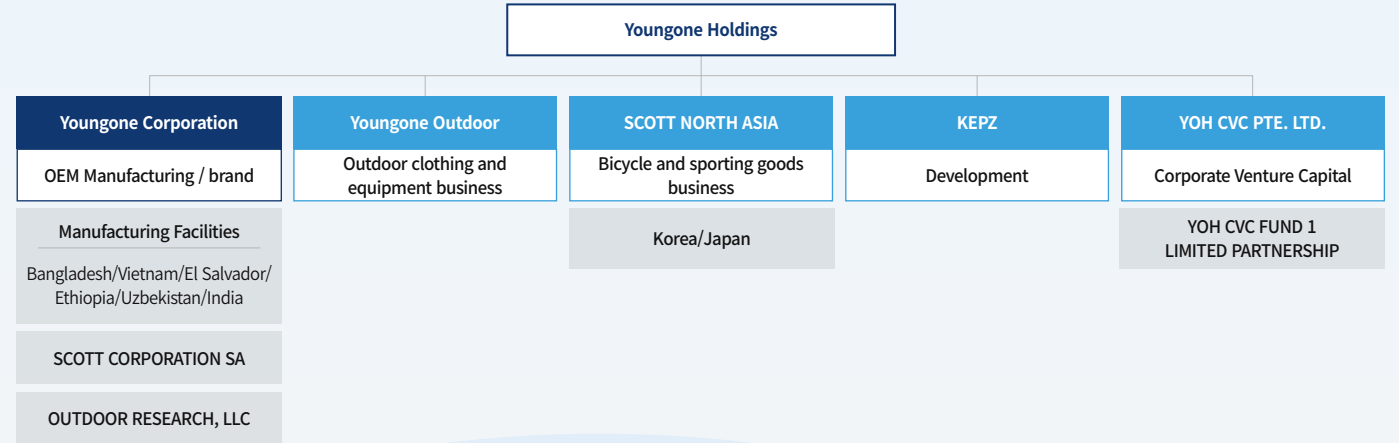 Youngone Holdings
Youngone Corporation
OEM Manufacturing / brand
Manufacturing Facilities
Bangladesh/Vietnam/El Salvador/
Ethiopia/Uzbekistan/India
SCOTT CORPORATION SA
OUTDOOR RESEARCH, LLC
Youngone Outdoor
Outdoor clothing and
equipment business
SCOTT NORTH ASIA
Bicycle and sporting goods
business
Korea/Japan
KEPZ
Development
YOH CVC PTE. LTD.
Corporate Venture Capital
YOH CVC FUND 1
LIMITED PARTNERSHIP